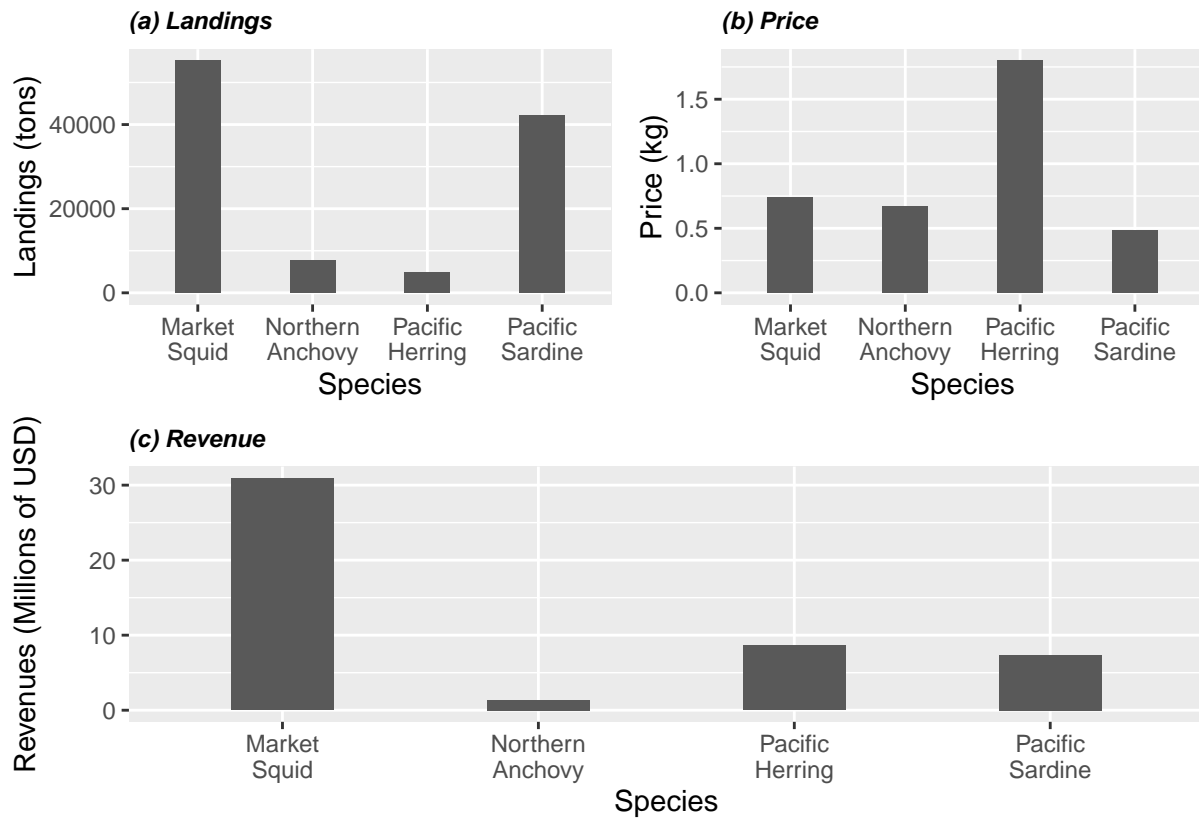 (a) Landings
Landings (tons)
40000
20000
0
Market Northern Pacific Pacific
Squid Anchovy Herring Sardine
Species
(b) Price
Price (kg)
1.5
1.0
0.5
0.0
Market Northern Pacific Pacific
Squid Anchovy Herring Sardine
Species
(c) Revenue
Revenues (Millions of USD)
30
20
10
0
Market Northern Pacific Pacific
Squid Anchovy Herring Sardine
Species